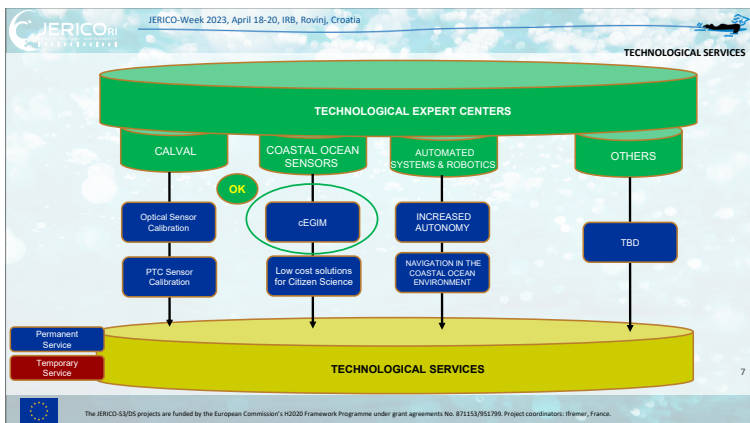 JERICO RI
JERICO-Week 2023, April 18-20, IRB, Rovinj, Croatia
TECHNOLOGICAL SERVICES
TECHNOLOGICAL EXPERT CENTERS
CALVAL
COASTAL OCEAN
SENSORS
AUTOMATED
SYSTEMS & ROBOTICS
OTHERS
OK
Optical Sensor
Calibration
cEGIM
INCREASED
AUTONOMY
TBD
PTC Sensor
Calibration
Low cost solutions
for Citizen Science
NAVIGATION IN THE
COASTAL OCEAN
ENVIRONMENT
Permanent
Service
Temporary
Service
TECHNOLOGICAL SERVICES
7
The JERICO-S3/DS projects are funded by the European Commission's H2020 Framework Programme under grant agreements No. 871153/951799. Project coordinators: Ifremer, France.